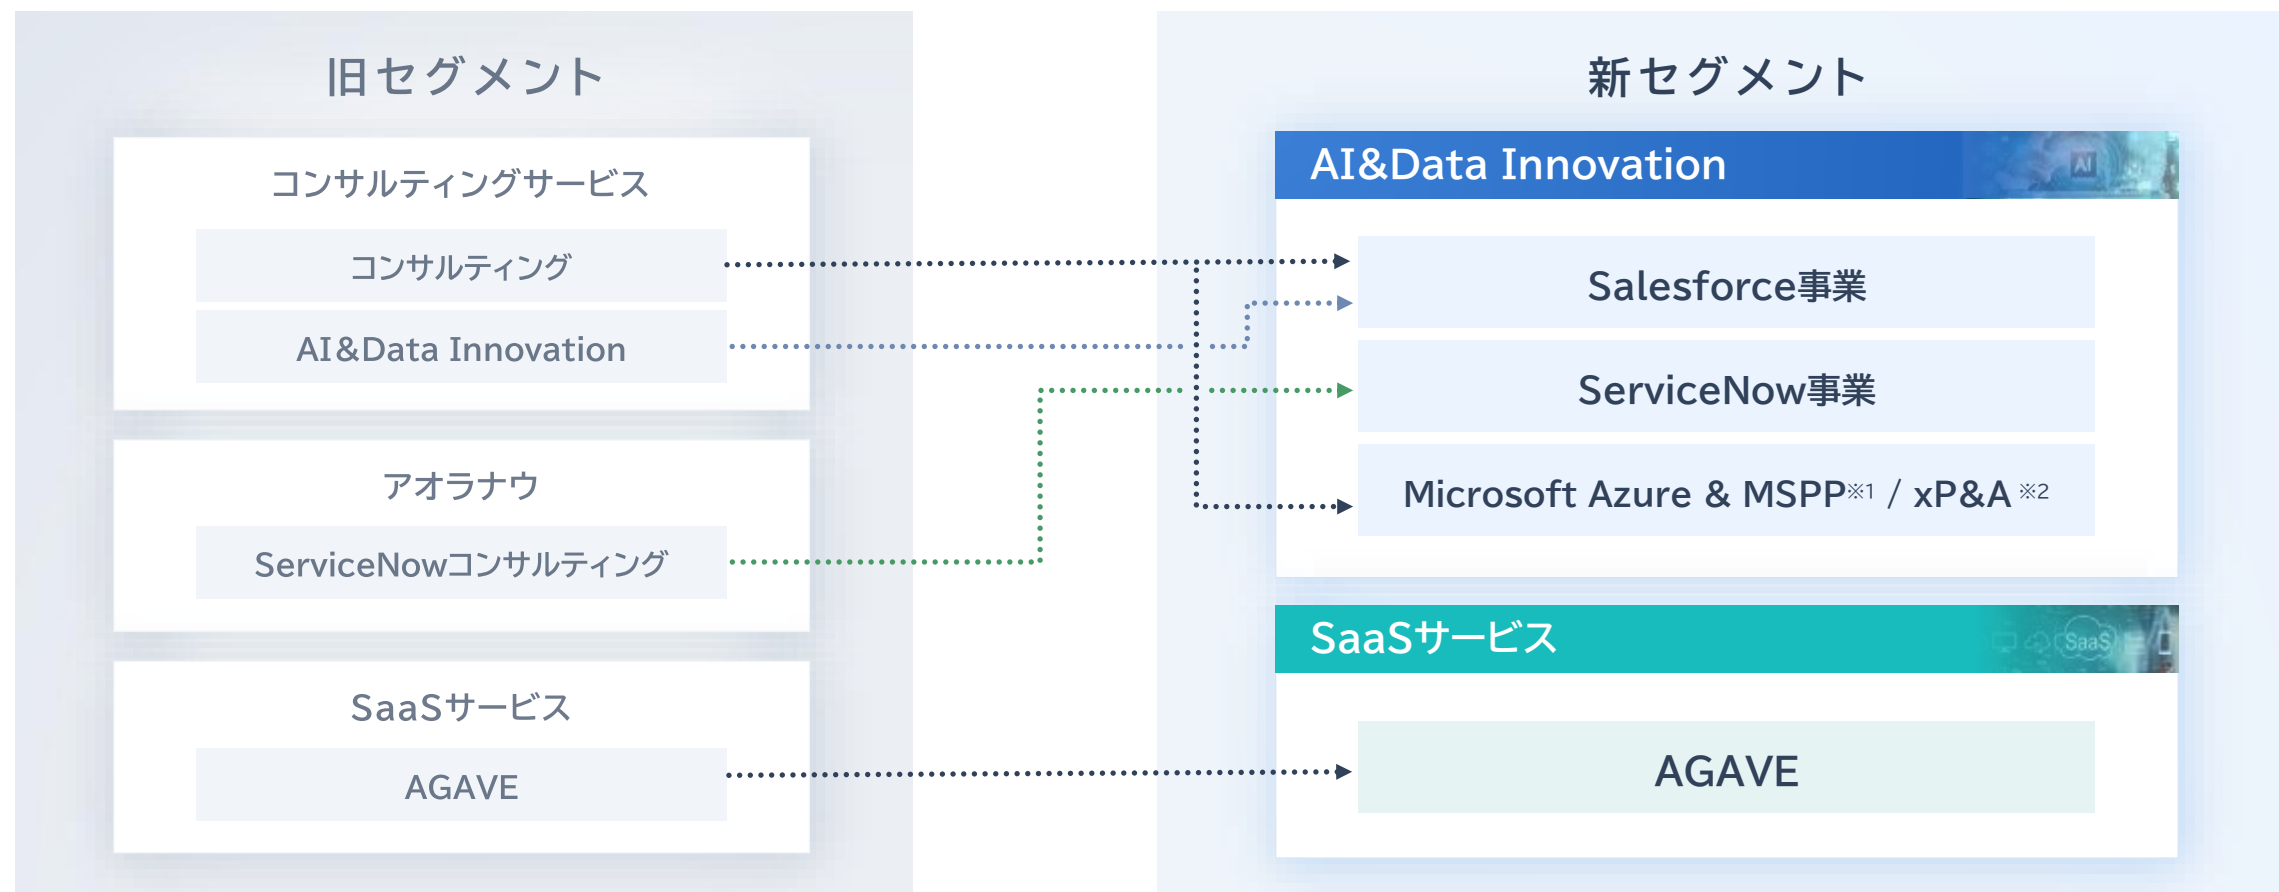 旧セグメント
コンサルティングサービス
コンサルティング
AI&Data Innovation
アオラナウ
ServiceNowコンサルティング
SaaSサービス
AGAVE
新セグメント
AI&Data Innovation
AI
Salesforce事業
ServiceNow事業
Microsoft Azure & MSPP※1 / xP&A ※2
SaaSサービス
SaaS
AGAVE